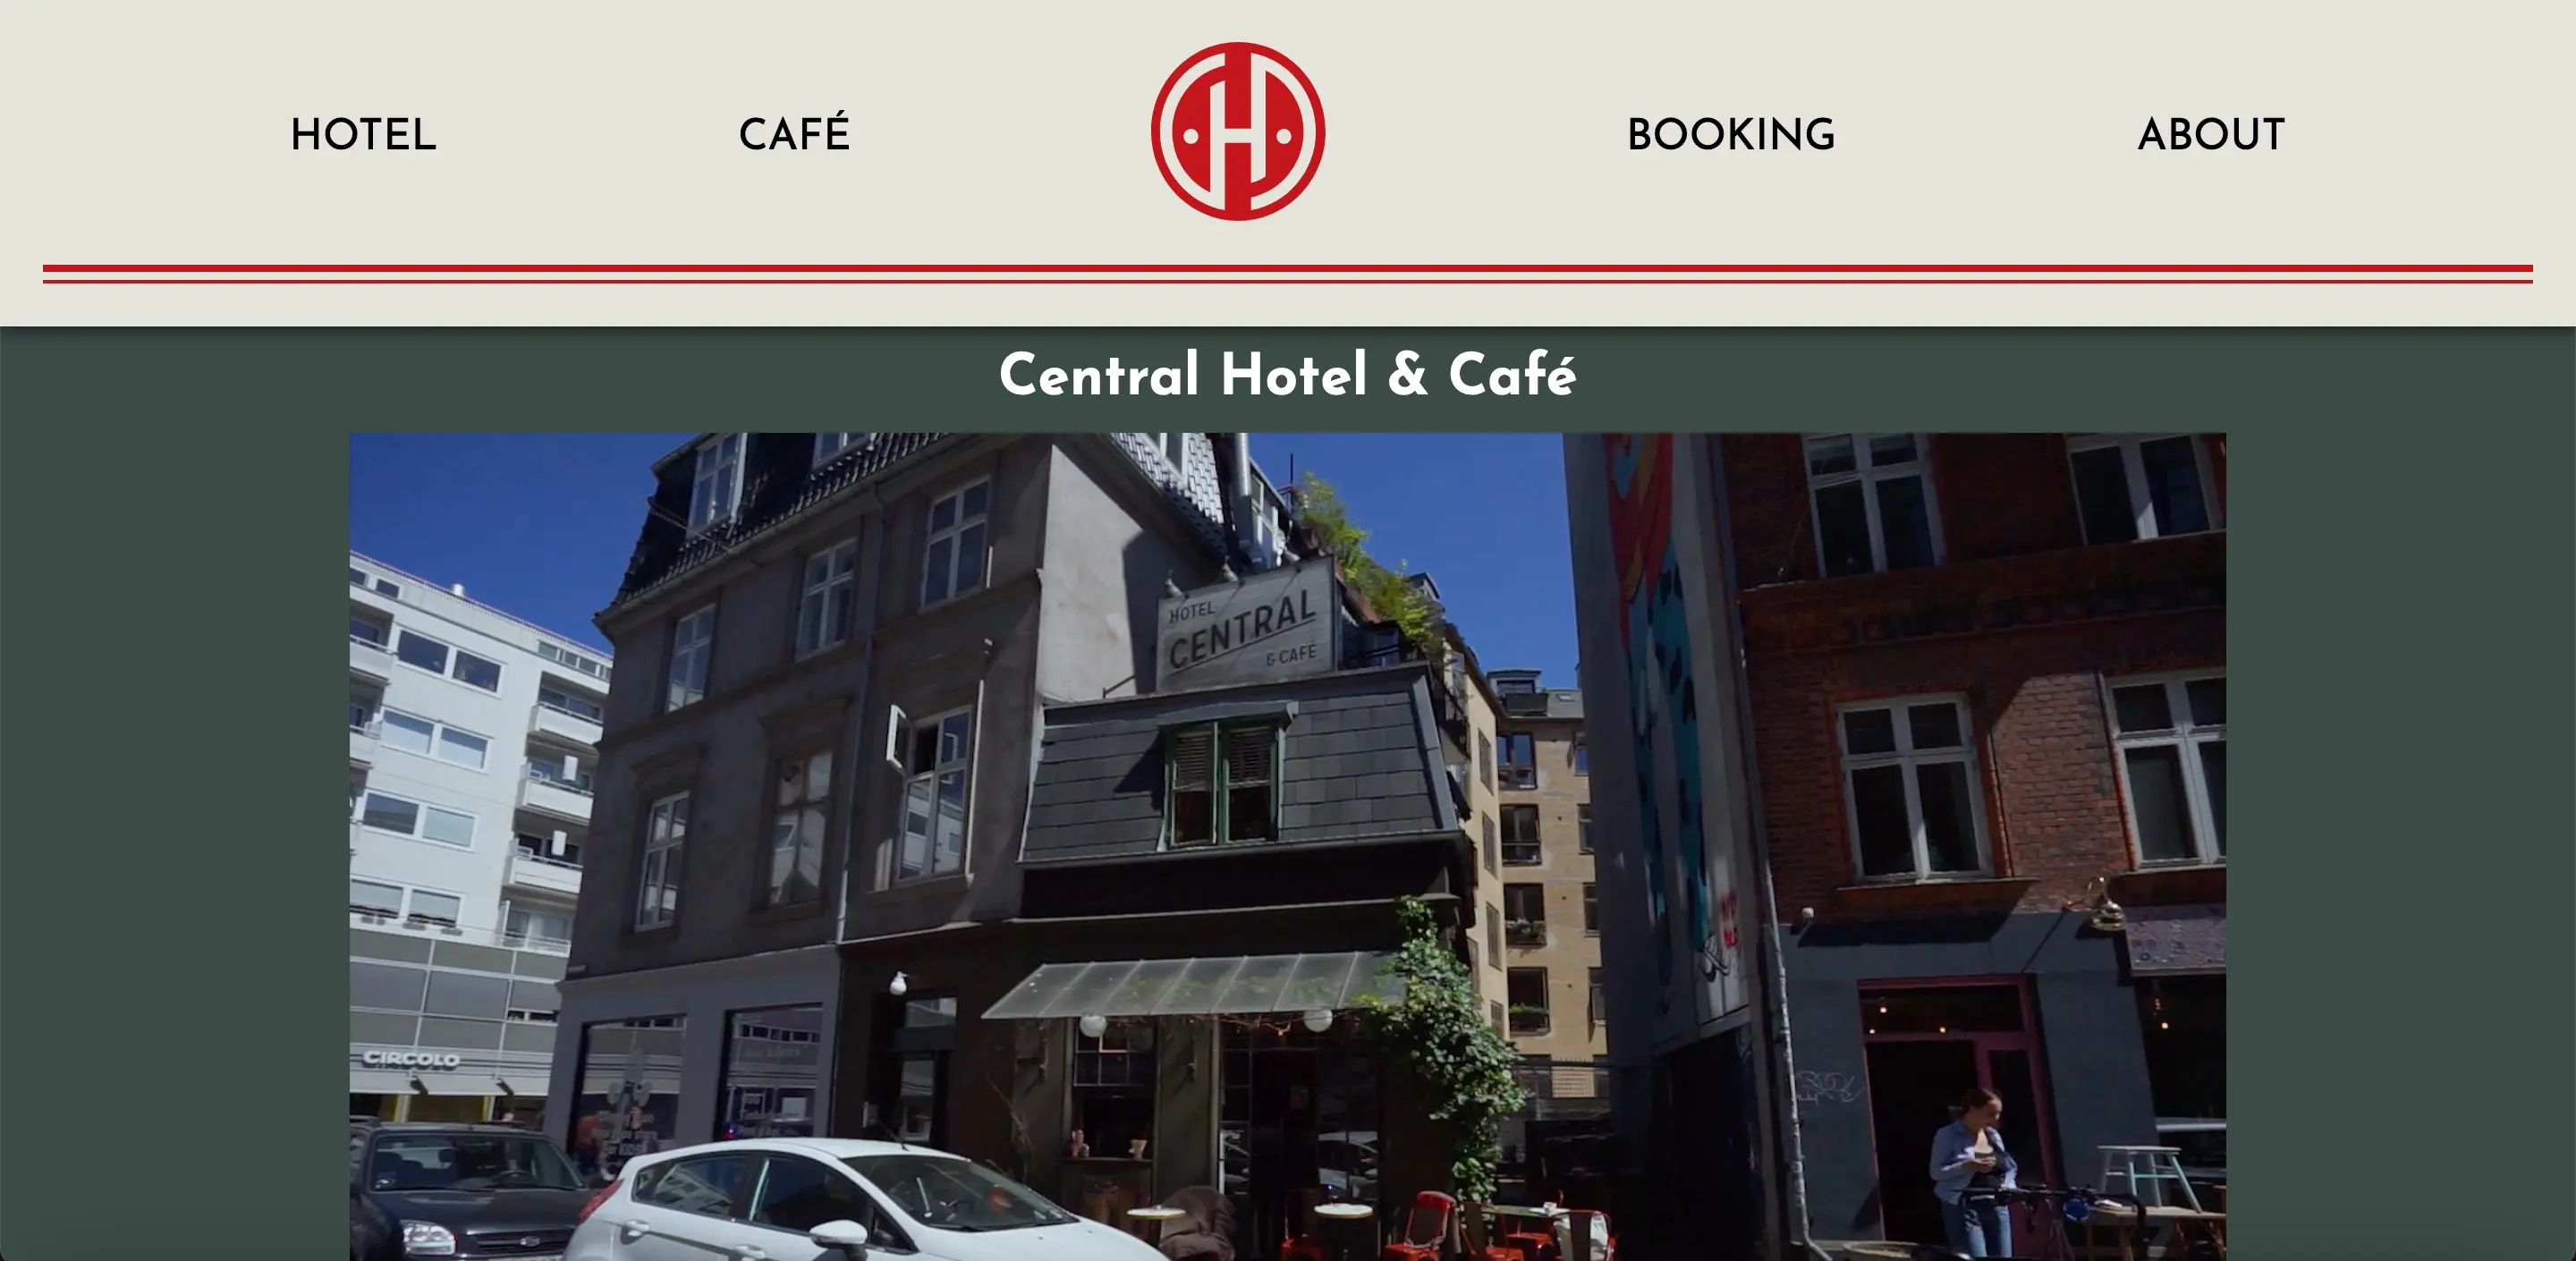 HOTEL
CAFÉ
H
BOOKING
ABOUT
Central Hotel & Café
HOTEL
CENTRAL
& CAFÉ
CIRCOLO